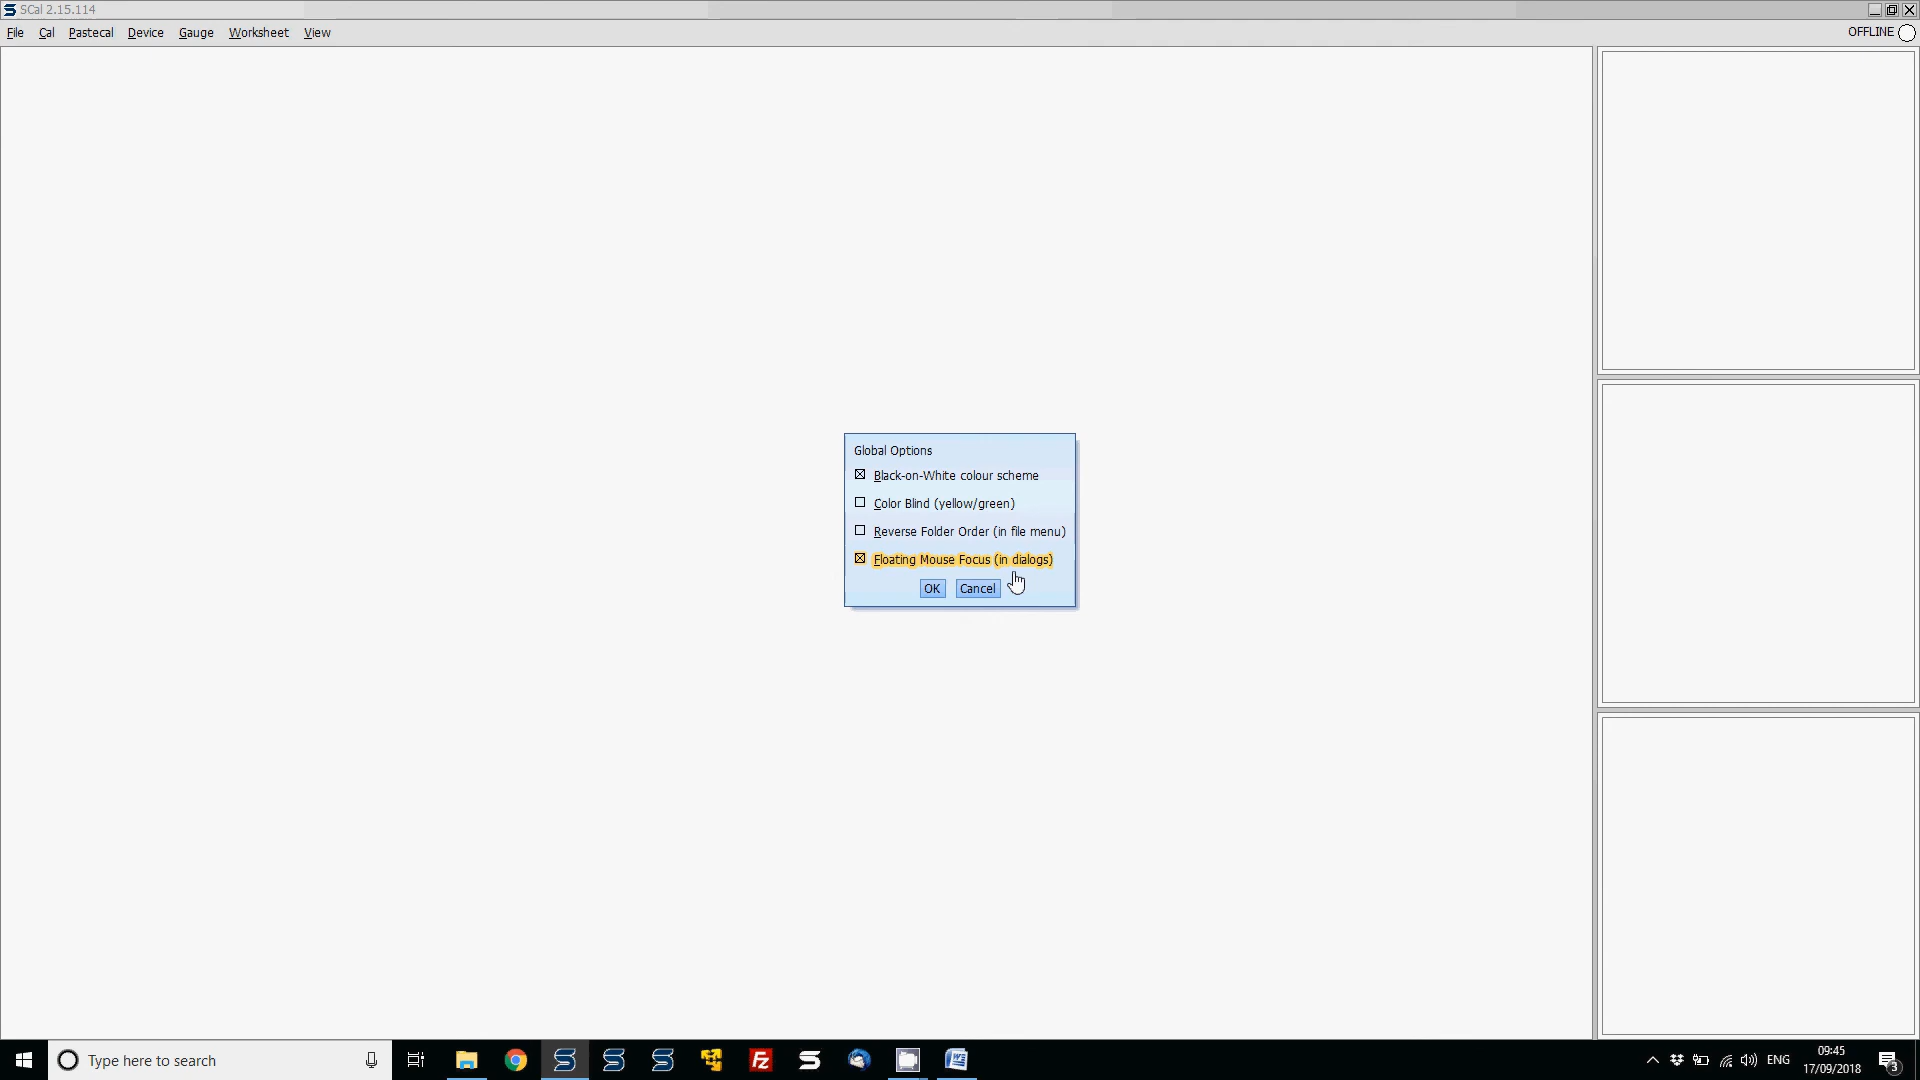 SCal 2.15.114
File Cal Pastecal Device Gauge Worksheet View OFFLINE
Global Options
Black-on-White colour scheme
Color Blind (yellow/green)
Reverse Folder Order (in file menu)
Floating Mouse Focus (in dialogs)
OK Cancel
Type here to search
ENG
09:45
17/09/2018
3